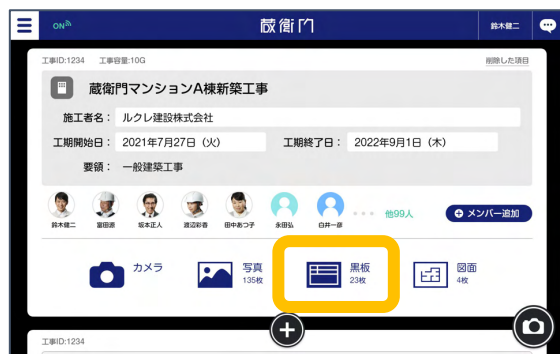 ON
蔵衛門
鈴木健二
工事ID:1234 工事容量:10G 削除した項目
蔵衛門マンションA棟新築工事
施工者名： ルクレ建設株式会社
工期開始日： 2021年7月27日（火） 工期終了日： 2022年9月1日（木）
要領： 一般建築工事
鈴木健二 富田源 坂本正人 渡辺彩香 田中あつ子 永田弘 白井一彦 他99人 メンバー追加
カメラ 写真 黒板 図面
135枚 23枚 4枚
工事ID:1234